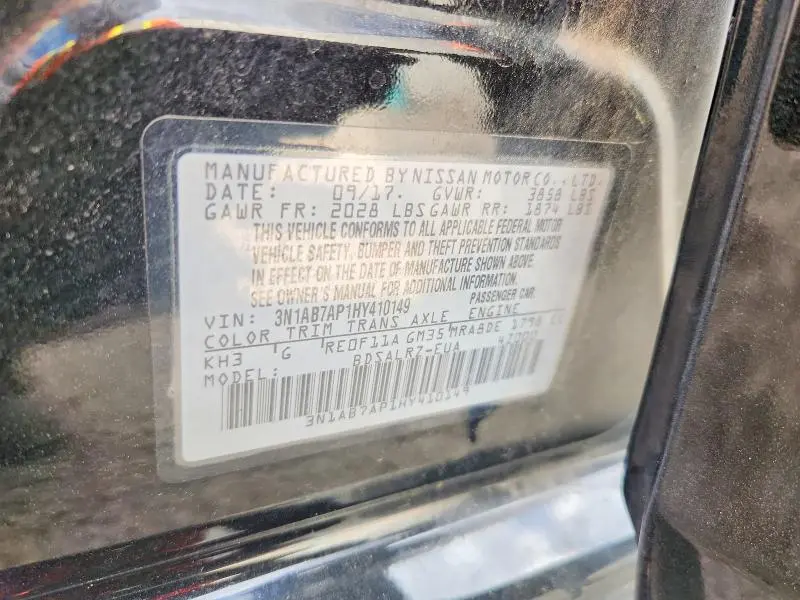 MANUFACTURED BY NISSAN MOTOR CO., LTD.
DATE: 09/17. GVWR: 3858 LBS
GAWR FR: 2028 LBS GAWR RR: 1874 LBS
THIS VEHICLE CONFORMS TO ALL APPLICABLE FEDERAL MOTOR
VEHICLE SAFETY, BUMPER AND THEFT PREVENTION STANDARDS
IN EFFECT ON THE DATE OF MANUFACTURE SHOWN ABOVE.
SEE OWNER'S MANUAL FOR ADDITIONAL INFORMATION.
VIN: 3N1AB7AP1HY410149 PASSENGER CAR
COLOR TRIM TRANS AXLE ENGINE
KH3 G RE0F11A GM35 MRA8DE 1798
MODEL: BDSALR7-EUA
3N1AB7AP1HY410149